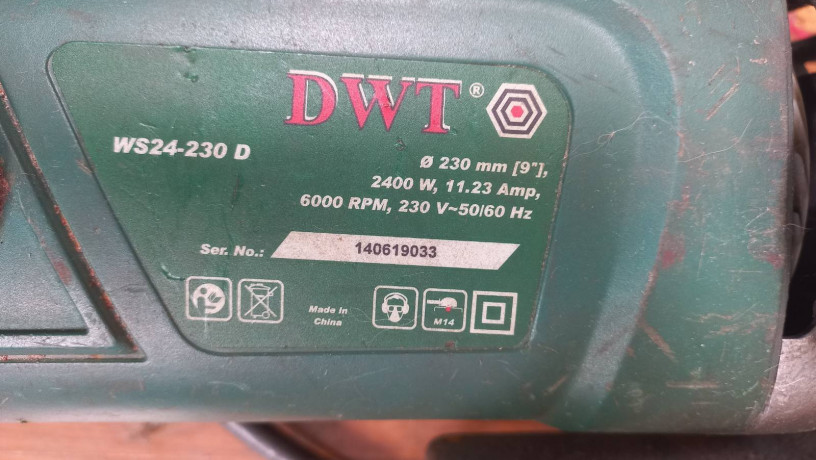 DWT®
WS24-230 D
Ø 230 mm [9"],
2400 W, 11.23 Amp,
6000 RPM, 230 V~50/60 Hz
Ser. No.: 140619033
Made in
China
M14